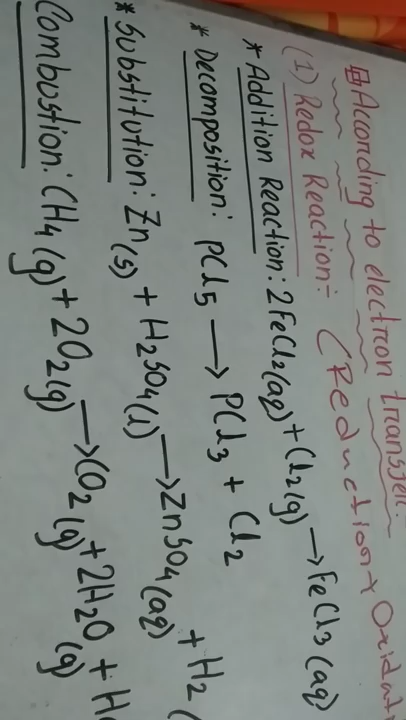 According to electron transfer:
(1) Redox Reaction:- (Reduction + Oxidat
* Addition Reaction: 2FeCl2(aq) + Cl2(g) → FeCl3(aq)
* Decomposition: PCl5 → PCl3 + Cl2
* Substitution: Zn(s) + H2SO4(l) → ZnSO4(aq) + H2(
Combustion: CH4(g) + 2O2(g) → CO2(g) + 2H2O(g) + H